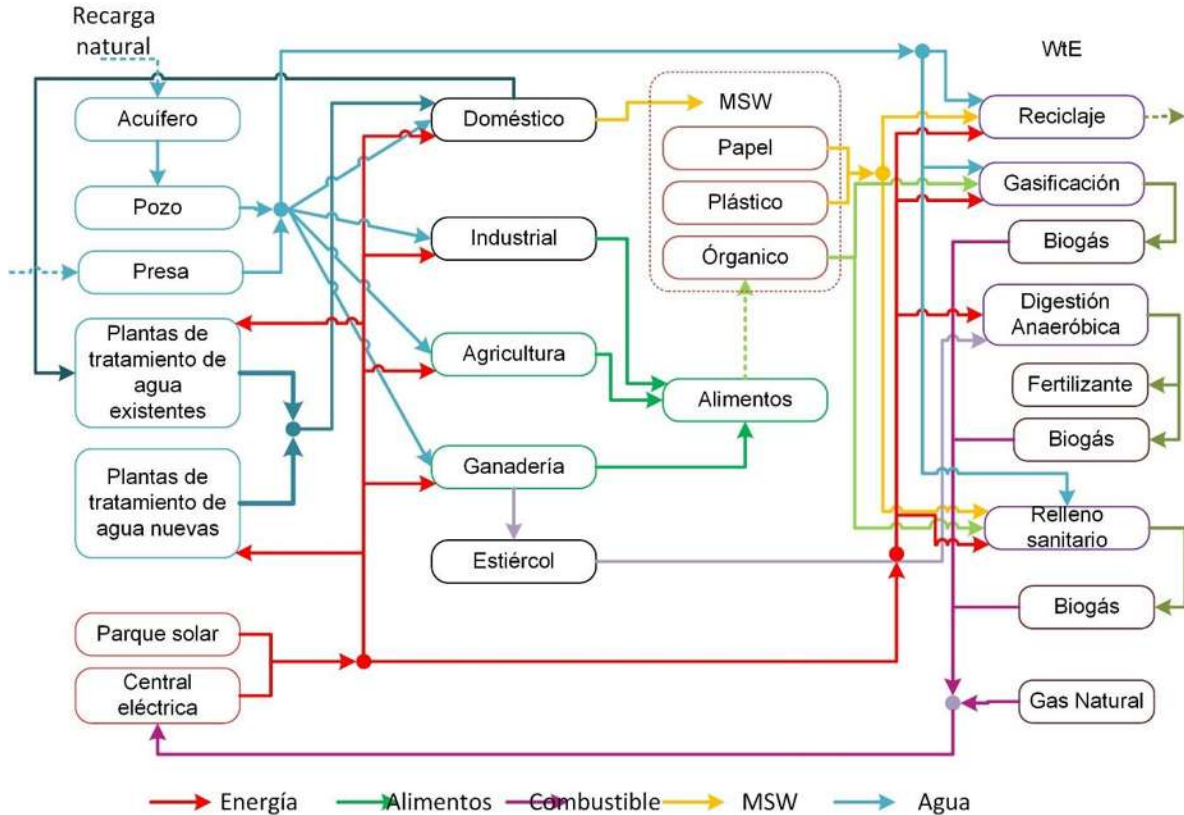 Recarga
natural
Acuífero
Pozo
Presa
Plantas de
tratamiento de
agua
existentes
Plantas de
tratamiento de
agua nuevas
Parque solar
Central
eléctrica
Doméstico
Industrial
Agricultura
Ganadería
Estiércol
MSW
Papel
Plástico
Órganico
Alimentos
WtE
Reciclaje
Gasificación
Biogás
Digestión
Anaeróbica
Fertilizante
Biogás
Relleno
sanitario
Biogás
Gas Natural
Energía
Alimentos
Combustible
MSW
Agua